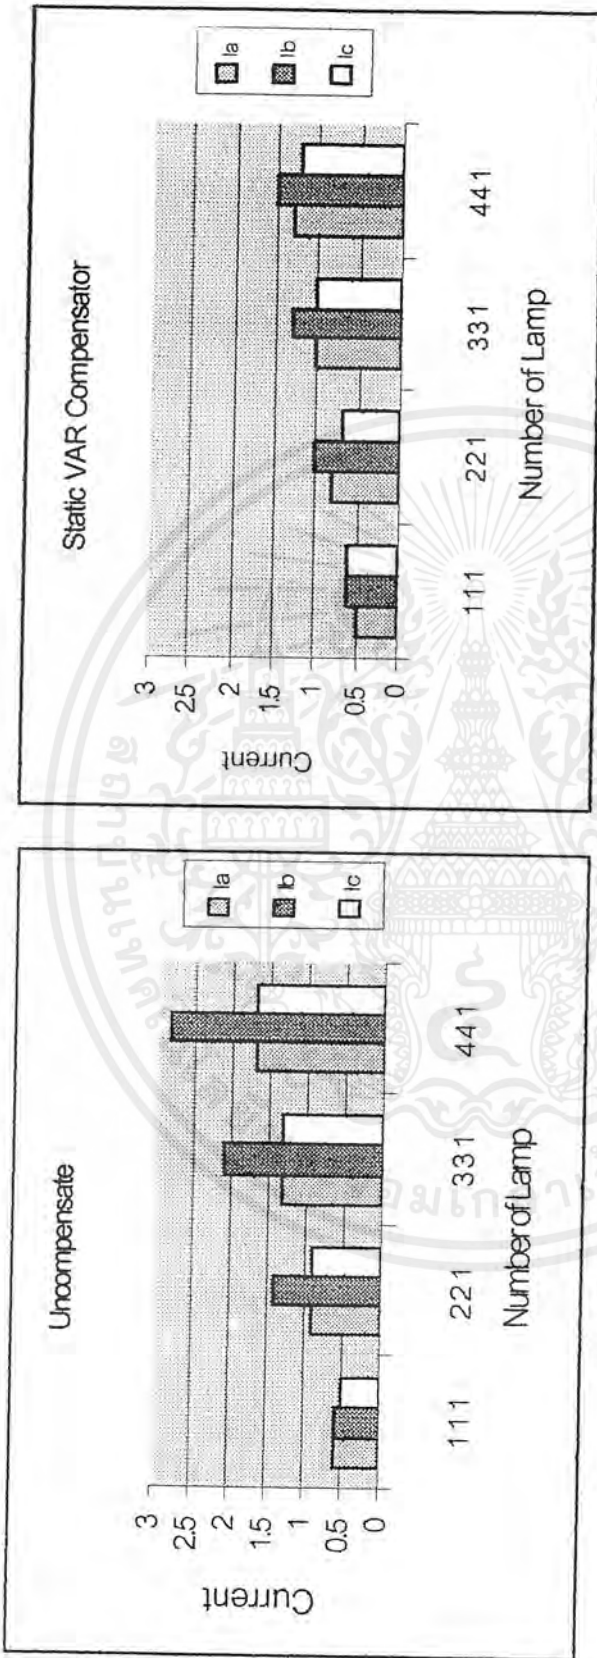 Uncompensate
3
2.5
2
1.5
1
0.5
0
Current
111
221
331
441
Number of Lamp
Ia
Ib
Ic
Static VAR Compensator
3
2.5
2
1.5
1
0.5
0
Current
111
221
331
441
Number of Lamp
Ia
Ib
Ic